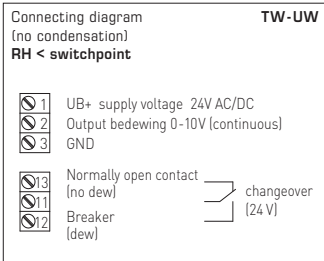 Connecting diagram TW-UW
(no condensation)
RH < switchpoint
1 UB+ supply voltage 24V AC/DC
2 Output bedewing 0-10V (continuous)
3 GND
13 Normally open contact
(no dew)
11
12 Breaker
(dew)
changeover
(24 V)